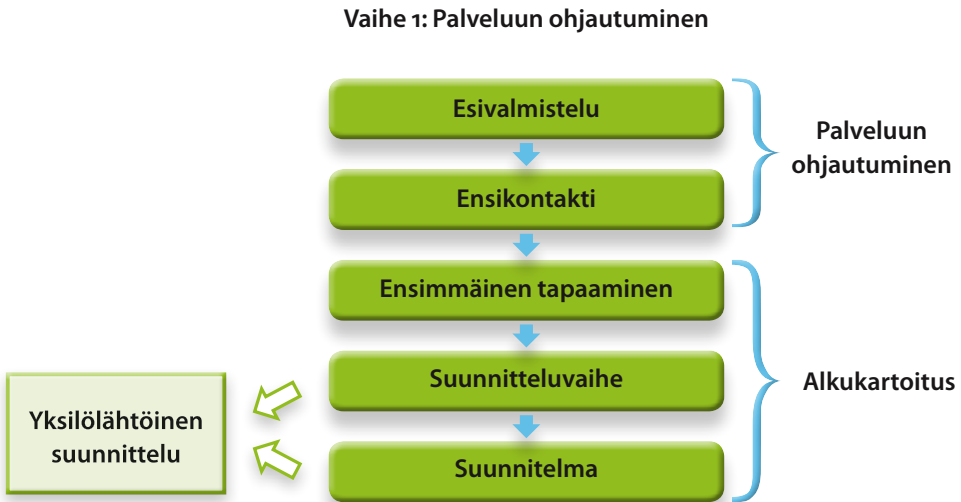 Vaihe 1: Palveluun ohjautuminen
Esivalmistelu
Ensikontakti
Palveluun
ohjautuminen
Ensimmäinen tapaaminen
Suunnitteluvaihe
Suunnitelma
Alkukartoitus
Yksilölähtöinen
suunnittelu